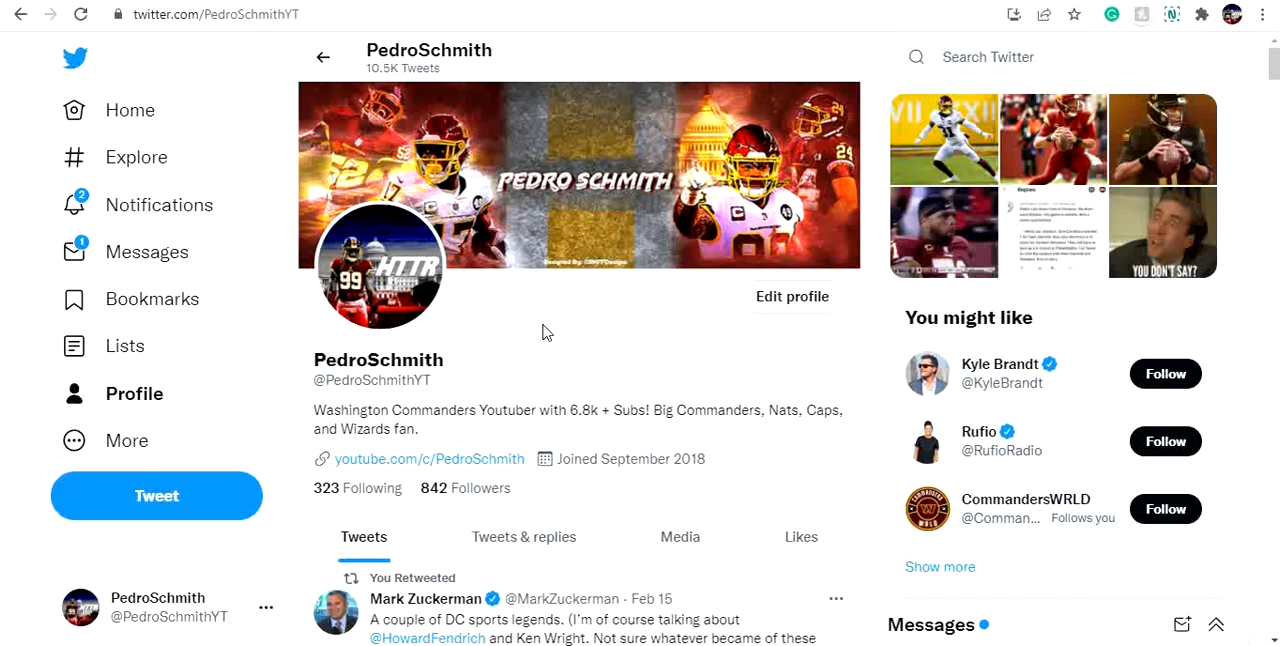 twitter.com/PedroSchmithYT
PedroSchmith
10.5K Tweets
Search Twitter
Home
Explore
2
Notifications
1
Messages
Bookmarks
Lists
Profile
More
Tweet
PedroSchmith
@PedroSchmithYT
PEDRO SCHMITH
HTTR
99
Edit profile
PedroSchmith
@PedroSchmithYT
Washington Commanders Youtuber with 6.8k + Subs! Big Commanders, Nats, Caps,
and Wizards fan.
youtube.com/c/PedroSchmith Joined September 2018
323 Following 842 Followers
Tweets Tweets & replies Media Likes
You Retweeted
Mark Zuckerman @MarkZuckerman · Feb 15
A couple of DC sports legends. (I'm of course talking about
@HowardFendrich and Ken Wright. Not sure whatever became of these
YOU DON'T SAY?
You might like
Kyle Brandt
@KyleBrandt
Follow
Rufio
@RufioRadio
Follow
CommandersWRLD
@Comman... Follows you
Follow
Show more
Messages